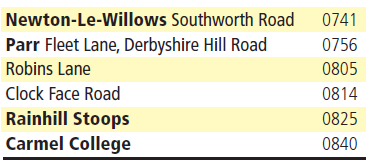 Newton-Le-Willows Southworth Road 0741
Parr Fleet Lane, Derbyshire Hill Road 0756
Robins Lane 0805
Clock Face Road 0814
Rainhill Stoops 0825
Carmel College 0840